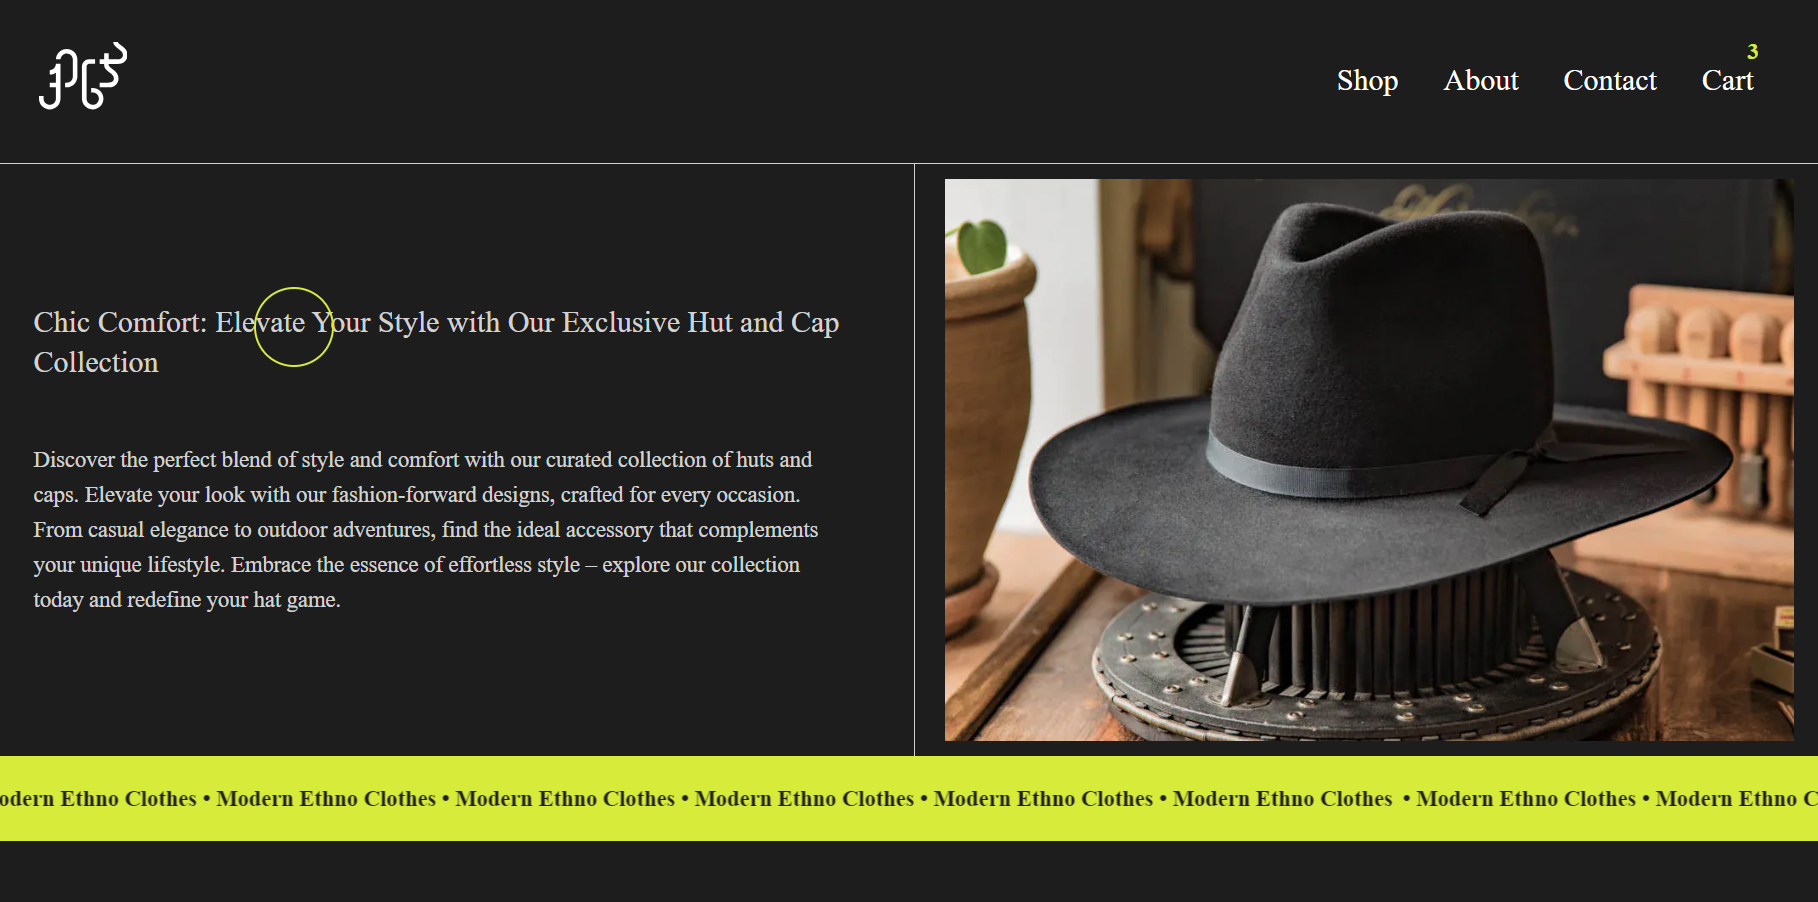 Shop About Contact Cart 3
Chic Comfort: Elevate Your Style with Our Exclusive Hut and Cap
Collection
Discover the perfect blend of style and comfort with our curated collection of huts and
caps. Elevate your look with our fashion-forward designs, crafted for every occasion.
From casual elegance to outdoor adventures, find the ideal accessory that complements
your unique lifestyle. Embrace the essence of effortless style – explore our collection
today and redefine your hat game.
odern Ethno Clothes • Modern Ethno Clothes • Modern Ethno Clothes • Modern Ethno Clothes • Modern Ethno Clothes • Modern Ethno Clothes • Modern Ethno Clothes • Modern Ethno C